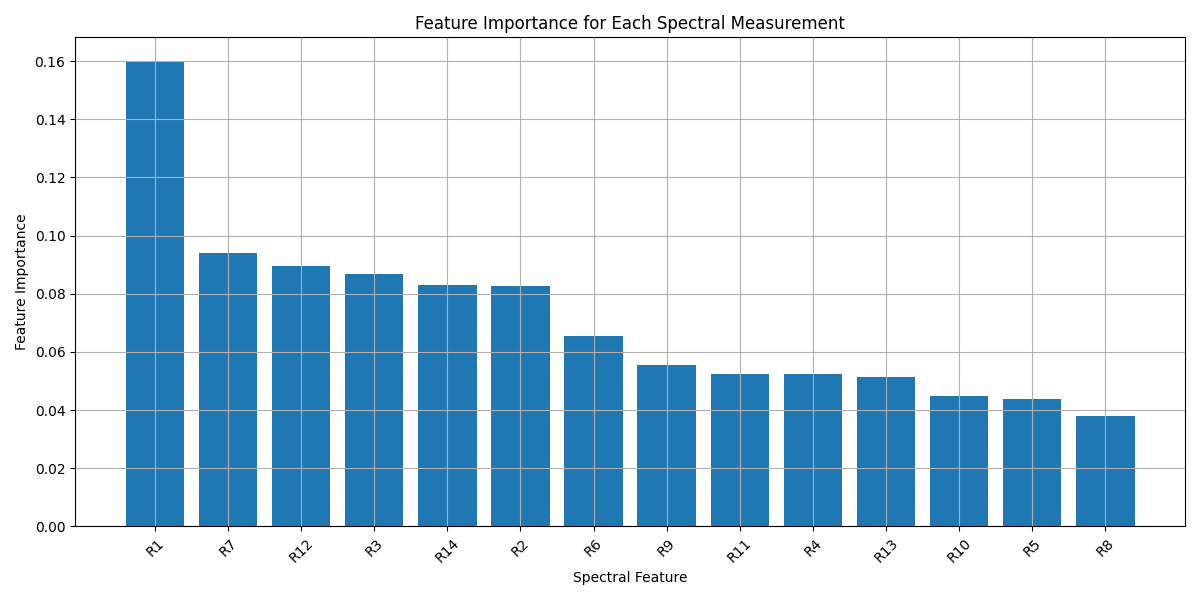 Feature Importance for Each Spectral Measurement
Feature Importance
0.16
0.14
0.12
0.10
0.08
0.06
0.04
0.02
0.00
R1 R7 R12 R3 R14 R2 R6 R9 R11 R4 R13 R10 R5 R8
Spectral Feature